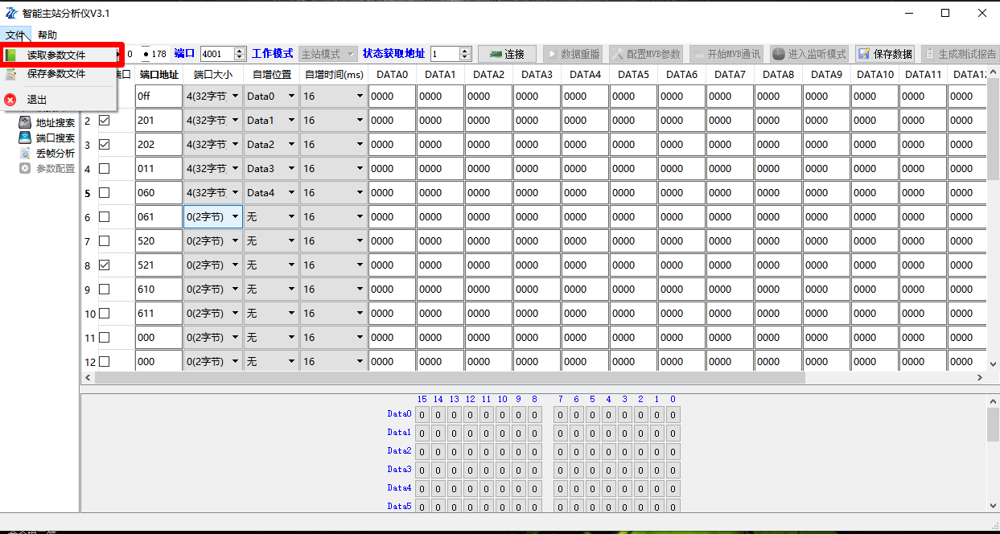 智能主站分析仪V3.1
文件 帮助
读取参数文件
保存参数文件
退出
0 178 端口 4001 工作模式 主站模式 状态获取地址 1 连接 数据重播 配置MVB参数 开始MVB通讯 进入监听模式 保存数据 生成测试报告
地址搜索
端口搜索
丢帧分析
参数配置
端口地址 端口大小 自增位置 自增时间(ms) DATA0 DATA1 DATA2 DATA3 DATA4 DATA5 DATA6 DATA7 DATA8 DATA9 DATA10 DATA11 DATA12
0ff 4(32字节 Data0 16 0000 0000 0000 0000 0000 0000 0000 0000 0000 0000 0000 0000 0000
2 201 4(32字节 Data1 16 0000 0000 0000 0000 0000 0000 0000 0000 0000 0000 0000 0000 0000
3 202 4(32字节 Data2 16 0000 0000 0000 0000 0000 0000 0000 0000 0000 0000 0000 0000 0000
4 011 4(32字节 Data3 16 0000 0000 0000 0000 0000 0000 0000 0000 0000 0000 0000 0000 0000
5 060 4(32字节 Data4 16 0000 0000 0000 0000 0000 0000 0000 0000 0000 0000 0000 0000 0000
6 061 0(2字节) 无 16 0000 0000 0000 0000 0000 0000 0000 0000 0000 0000 0000 0000 0000
7 520 0(2字节) 无 16 0000 0000 0000 0000 0000 0000 0000 0000 0000 0000 0000 0000 0000
8 521 0(2字节) 无 16 0000 0000 0000 0000 0000 0000 0000 0000 0000 0000 0000 0000 0000
9 610 0(2字节) 无 16 0000 0000 0000 0000 0000 0000 0000 0000 0000 0000 0000 0000 0000
10 611 0(2字节) 无 16 0000 0000 0000 0000 0000 0000 0000 0000 0000 0000 0000 0000 0000
11 000 0(2字节) 无 16 0000 0000 0000 0000 0000 0000 0000 0000 0000 0000 0000 0000 0000
12 000 0(2字节) 无 16 0000 0000 0000 0000 0000 0000 0000 0000 0000 0000 0000 0000 0000
15 14 13 12 11 10 9 8 7 6 5 4 3 2 1 0
Data0 0 0 0 0 0 0 0 0 0 0 0 0 0 0 0 0
Data1 0 0 0 0 0 0 0 0 0 0 0 0 0 0 0 0
Data2 0 0 0 0 0 0 0 0 0 0 0 0 0 0 0 0
Data3 0 0 0 0 0 0 0 0 0 0 0 0 0 0 0 0
Data4 0 0 0 0 0 0 0 0 0 0 0 0 0 0 0 0
Data5 0 0 0 0 0 0 0 0 0 0 0 0 0 0 0 0